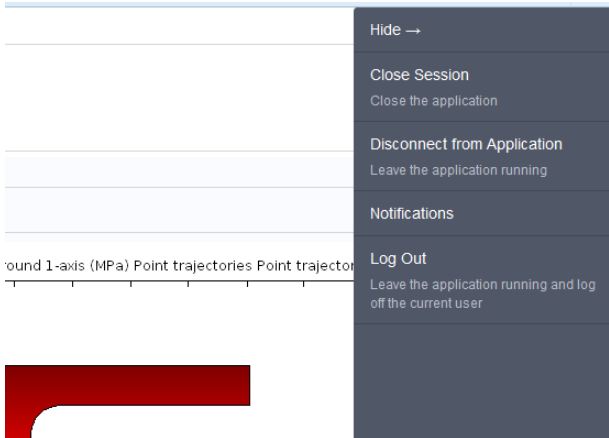 Hide →
Close Session
Close the application
Disconnect from Application
Leave the application running
Notifications
round 1-axis (MPa) Point trajectories Point
Log Out
Leave the application running and log
off the current user